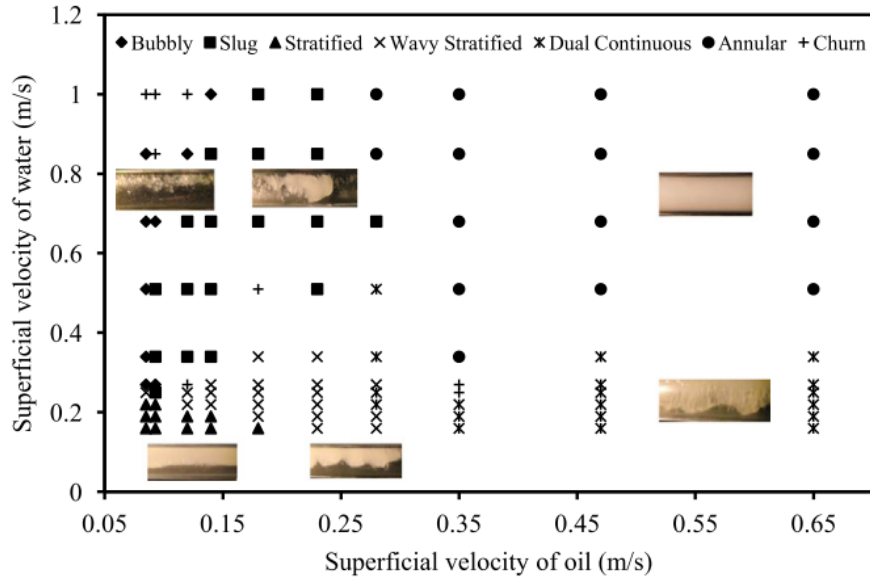 1.2
Bubbly Slug Stratified Wavy Stratified Dual Continuous Annular Churn
1
0.8
0.6
0.4
0.2
0
Superficial velocity of water (m/s)
0.05 0.15 0.25 0.35 0.45 0.55 0.65
Superficial velocity of oil (m/s)